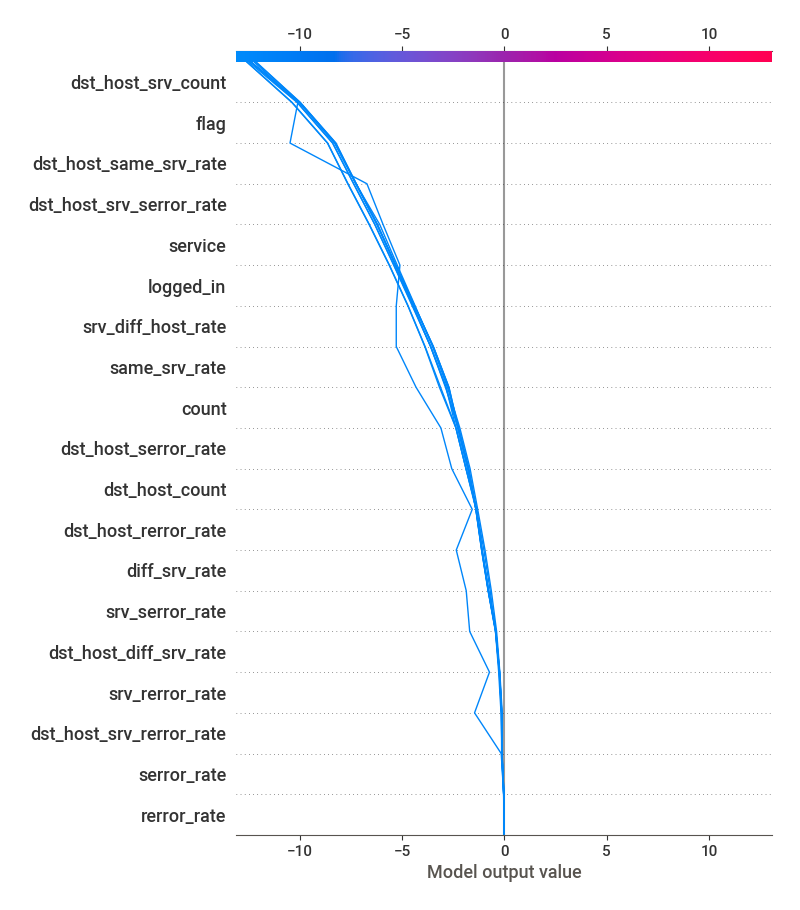 −10 −5 0 5 10
dst_host_srv_count
flag
dst_host_same_srv_rate
dst_host_srv_serror_rate
service
logged_in
srv_diff_host_rate
same_srv_rate
count
dst_host_serror_rate
dst_host_count
dst_host_rerror_rate
diff_srv_rate
srv_serror_rate
dst_host_diff_srv_rate
srv_rerror_rate
dst_host_srv_rerror_rate
serror_rate
rerror_rate
−10 −5 0 5 10
Model output value